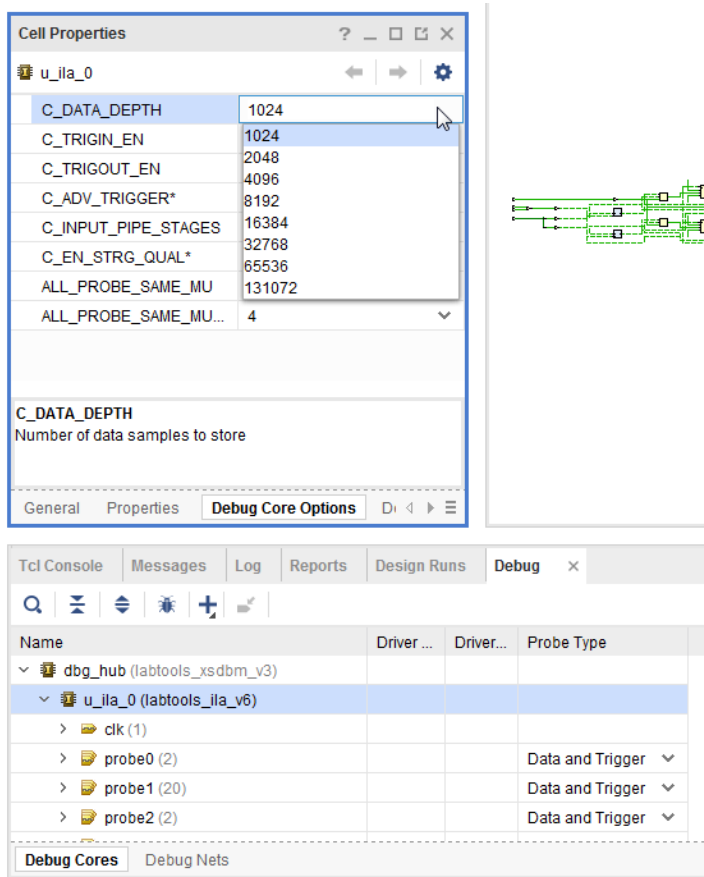 Cell Properties ?
u_ila_0
C_DATA_DEPTH 1024
C_TRIGIN_EN 1024
C_TRIGOUT_EN 2048
C_ADV_TRIGGER* 4096
C_INPUT_PIPE_STAGES 8192
C_EN_STRG_QUAL* 16384
ALL_PROBE_SAME_MU 32768
65536
131072
ALL_PROBE_SAME_MU... 4
C_DATA_DEPTH
Number of data samples to store
General Properties Debug Core Options
Tcl Console Messages Log Reports Design Runs Debug
Name Driver ... Driver... Probe Type
dbg_hub (labtools_xsdbm_v3)
u_ila_0 (labtools_ila_v6)
clk (1)
probe0 (2) Data and Trigger
probe1 (20) Data and Trigger
probe2 (2) Data and Trigger
Debug Cores Debug Nets